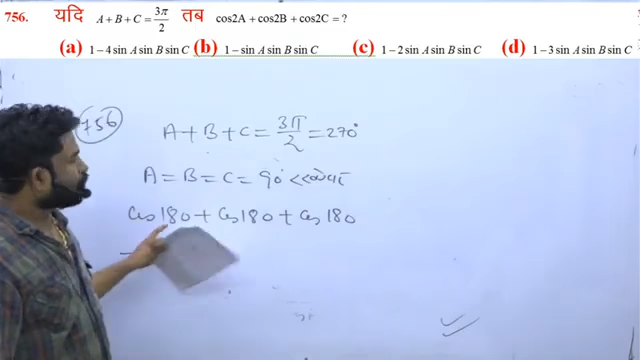 756. यदि A + B + C = 3π/2 तब cos2A + cos2B + cos2C = ?
(a) 1 − 4 sin A sin B sin C (b) 1 − sin A sin B sin C (c) 1 − 2 sin A sin B sin C (d) 1 − 3 sin A sin B sin C
756
A + B + C = 3π/2 = 270°
A = B = C = 90°
Cos 180 + Cos 180 + Cos 180